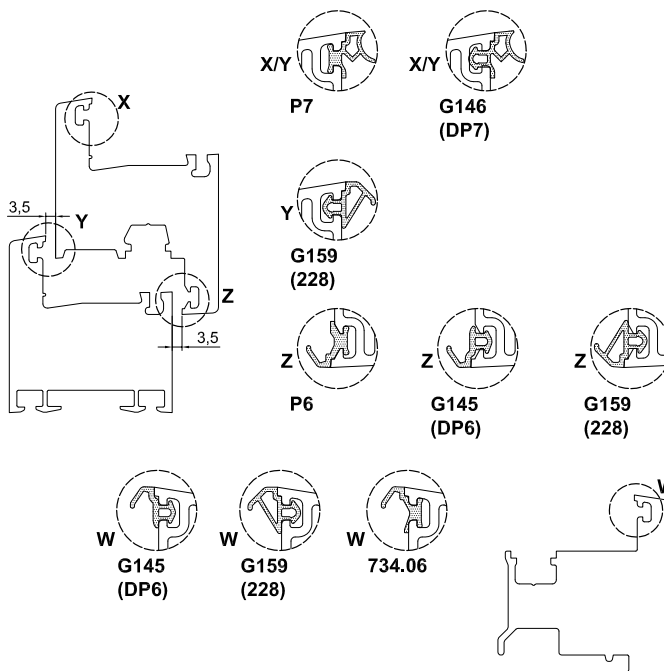 X/Y
P7
X/Y
G146
(DP7)
X
3,5
Y
Y
G159
(228)
Z
3,5
Z
P6
Z
G145
(DP6)
Z
G159
(228)
W
G145
(DP6)
W
G159
(228)
W
734.06
W